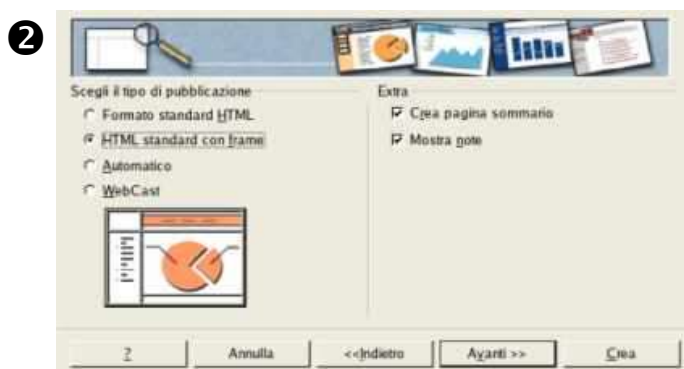 ❷
Scegli il tipo di pubblicazione
Formato standard HTML
HTML standard con frame
Automatico
WebCast
Extra
Crea pagina sommario
Mostra note
?
Annulla
<<Indietro
Avanti >>
Crea